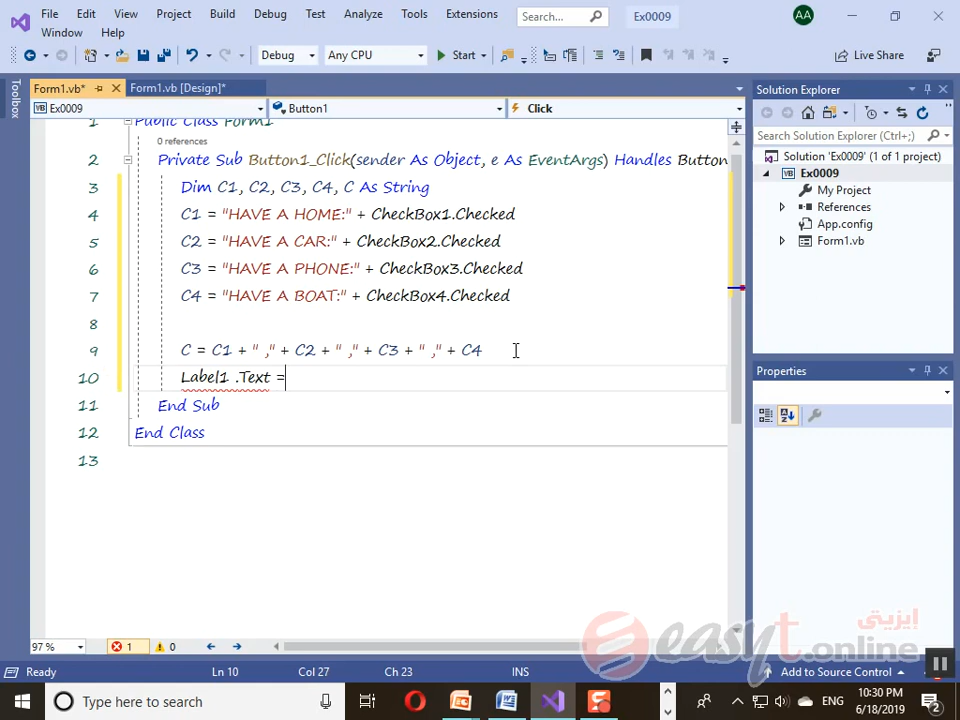 File Edit View Project Build Debug Test Analyze Tools Extensions
Window Help
Search...
Ex0009
AA
Debug Any CPU Start Live Share
Form1.vb* Form1.vb [Design]*
Toolbox
Ex0009 Button1 Click
1 Public Class Form1
0 references
2 Private Sub Button1_Click(sender As Object, e As EventArgs) Handles Button
3 Dim C1, C2, C3, C4, C As String
4 C1 = "HAVE A HOME:" + CheckBox1.Checked
5 C2 = "HAVE A CAR:" + CheckBox2.Checked
6 C3 = "HAVE A PHONE:" + CheckBox3.Checked
7 C4 = "HAVE A BOAT:" + CheckBox4.Checked
8
9 C = C1 + " ," + C2 + " ," + C3 + " ," + C4
10 Label1 .Text =
11 End Sub
12 End Class
13
Solution Explorer
Search Solution Explorer (Ctrl+;)
Solution 'Ex0009' (1 of 1 project)
Ex0009
My Project
References
App.config
Form1.vb
Properties
97 % 1 0
Ready Ln 10 Col 27 Ch 23 INS Add to Source Control
إيزيتي
easyt.online
Type here to search
ENG
10:30 PM
6/18/2019
2